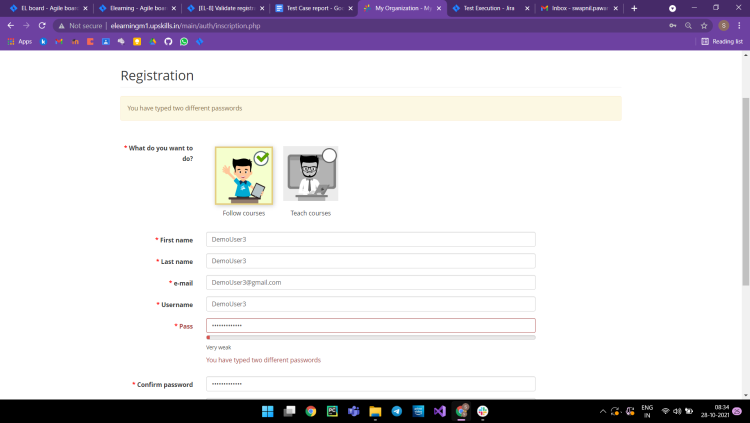 EL board - Agile board
Elearning - Agile board
[EL-8] Validate registr
Test Case report - Goo
My Organization - My
Test Execution - Jira
Inbox - swapnil.pawar
Not secure | elearningm1.upskills.in/main/auth/inscription.php
S
Apps
Reading list
Registration
You have typed two different passwords
* What do you want to
do?
Follow courses
Teach courses
* First name
DemoUser3
* Last name
DemoUser3
* e-mail
DemoUser3@gmail.com
* Username
DemoUser3
* Pass
•••••••••••••
Very weak
You have typed two different passwords
* Confirm password
•••••••••••••
ENG
IN
08:34
28-10-2021